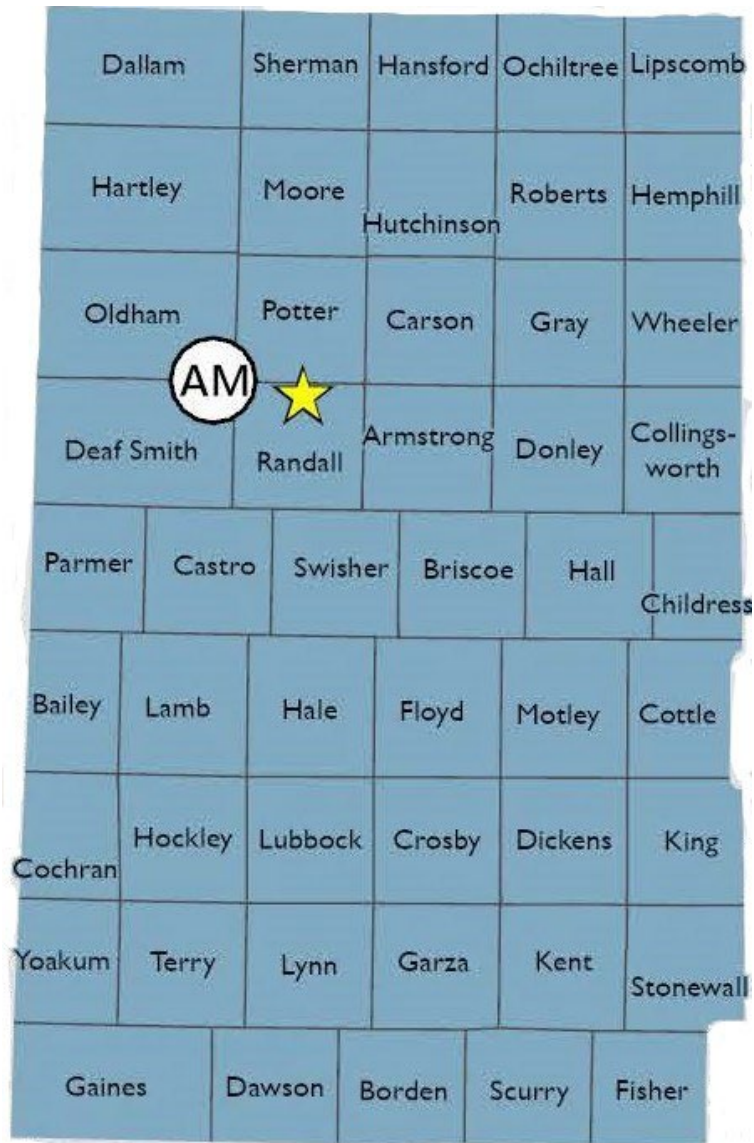 Dallam
Sherman
Hansford
Ochiltree
Lipscomb
Hartley
Moore
Hutchinson
Roberts
Hemphill
Oldham
Potter
Carson
Gray
Wheeler
AM
Deaf Smith
Randall
Armstrong
Donley
Collings-
worth
Parmer
Castro
Swisher
Briscoe
Hall
Childress
Bailey
Lamb
Hale
Floyd
Motley
Cottle
Cochran
Hockley
Lubbock
Crosby
Dickens
King
Yoakum
Terry
Lynn
Garza
Kent
Stonewall
Gaines
Dawson
Borden
Scurry
Fisher